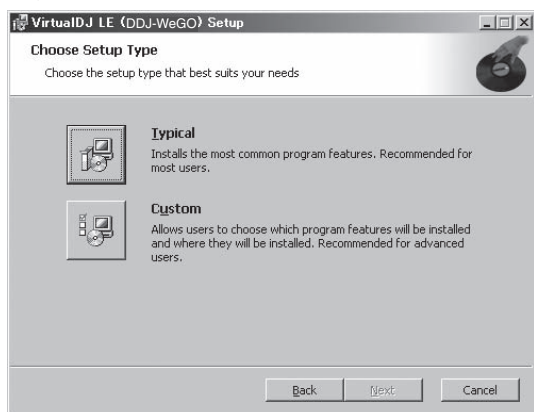 VirtualDJ LE (DDJ-WeGO) Setup
Choose Setup Type
Choose the setup type that best suits your needs
Typical
Installs the most common program features. Recommended for
most users.
Custom
Allows users to choose which program features will be installed
and where they will be installed. Recommended for advanced
users.
Back
Next
Cancel